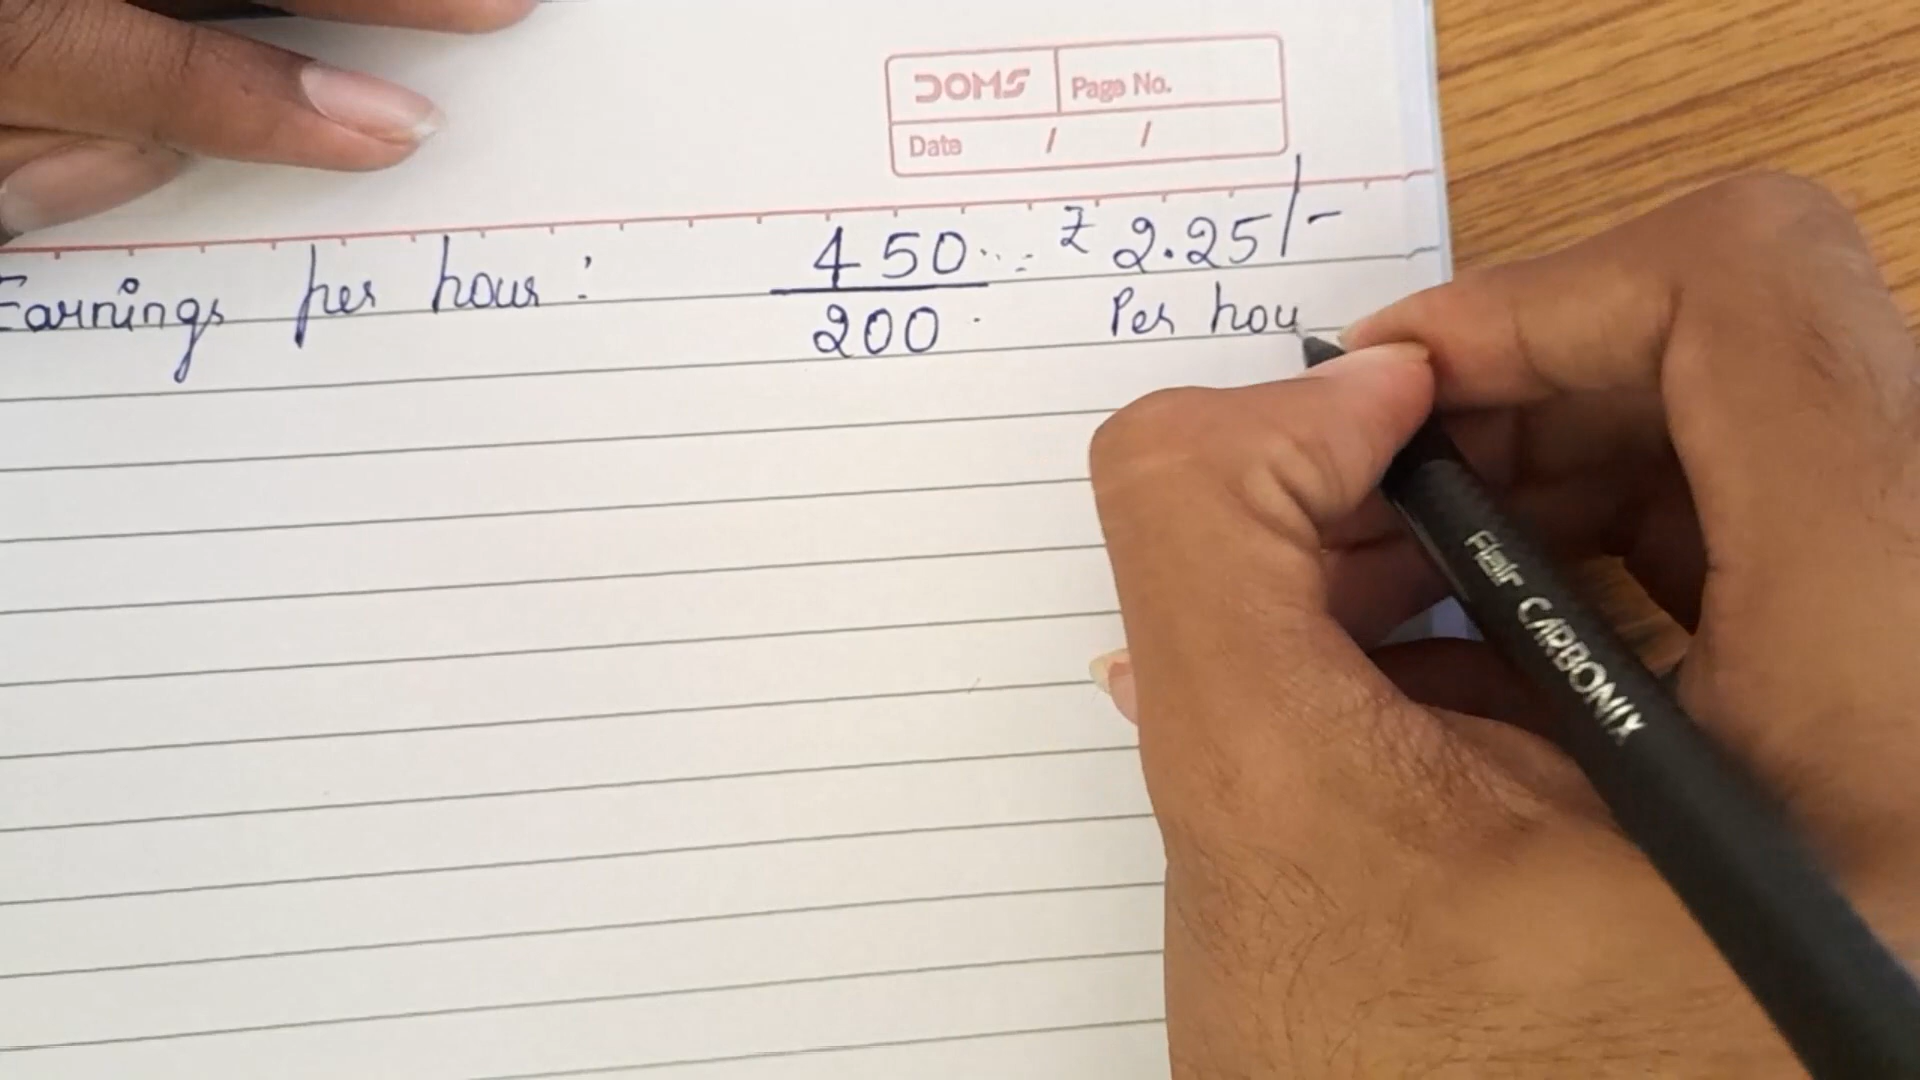 DOMS Page No.
Date / /
Earnings per hour : 450 = ₹ 2.25/-
200 Per hou
Flair CARBONIX